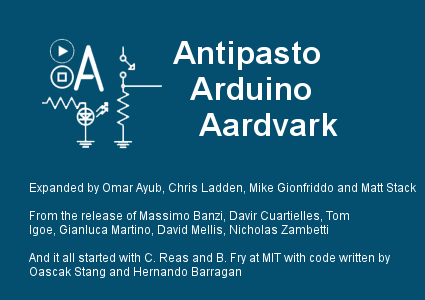 Antipasto
Arduino
Aardvark
A
Expanded by Omar Ayub, Chris Ladden, Mike Gionfriddo and Matt Stack
From the release of Massimo Banzi, Davir Cuartielles, Tom
Igoe, Gianluca Martino, David Mellis, Nicholas Zambetti
And it all started with C. Reas and B. Fry at MIT with code written by
Oascak Stang and Hernando Barragan